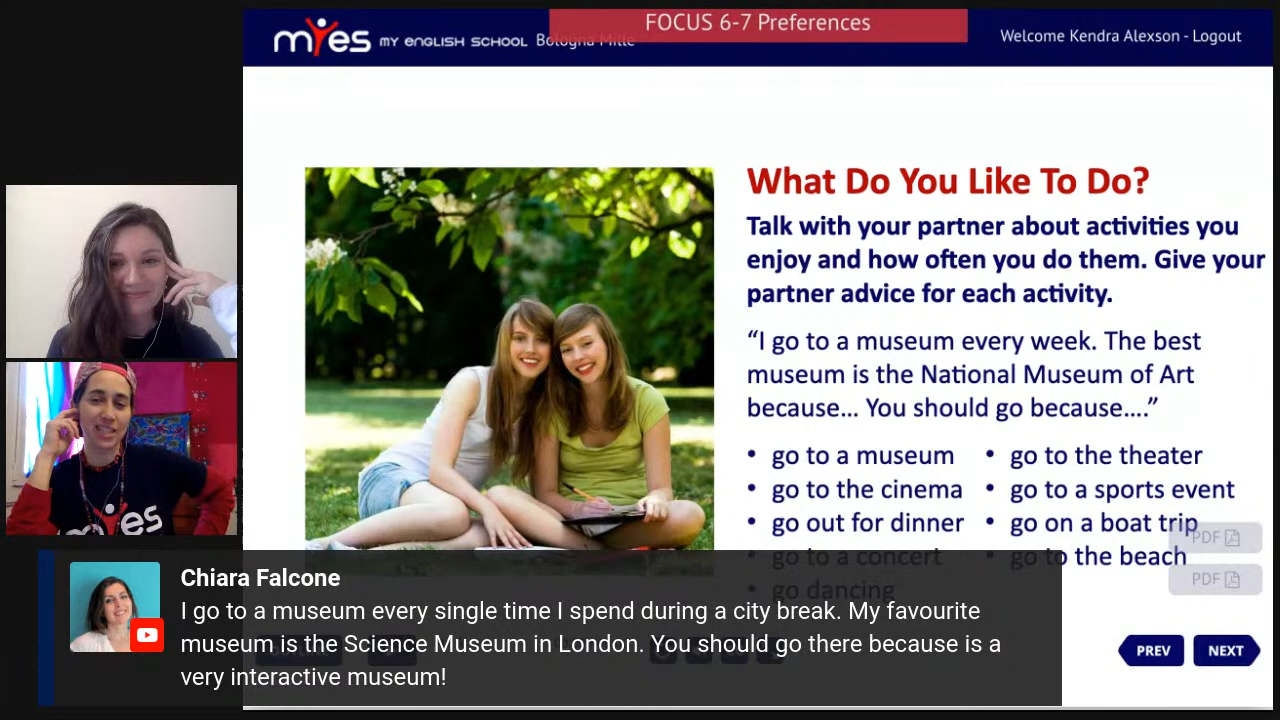 FOCUS 6-7 Preferences
myes MY ENGLISH SCHOOL Bologna Mille
Welcome Kendra Alexson - Logout
What Do You Like To Do?
Talk with your partner about activities you
enjoy and how often you do them. Give your
partner advice for each activity.
“I go to a museum every week. The best
museum is the National Museum of Art
because... You should go because....”
• go to a museum
• go to the cinema
• go out for dinner
• go to a concert
• go dancing
• go to the theater
• go to a sports event
• go on a boat trip
• go to the beach
PDF
PDF
PREV
NEXT
myes
Chiara Falcone
I go to a museum every single time I spend during a city break. My favourite
museum is the Science Museum in London. You should go there because is a
very interactive museum!